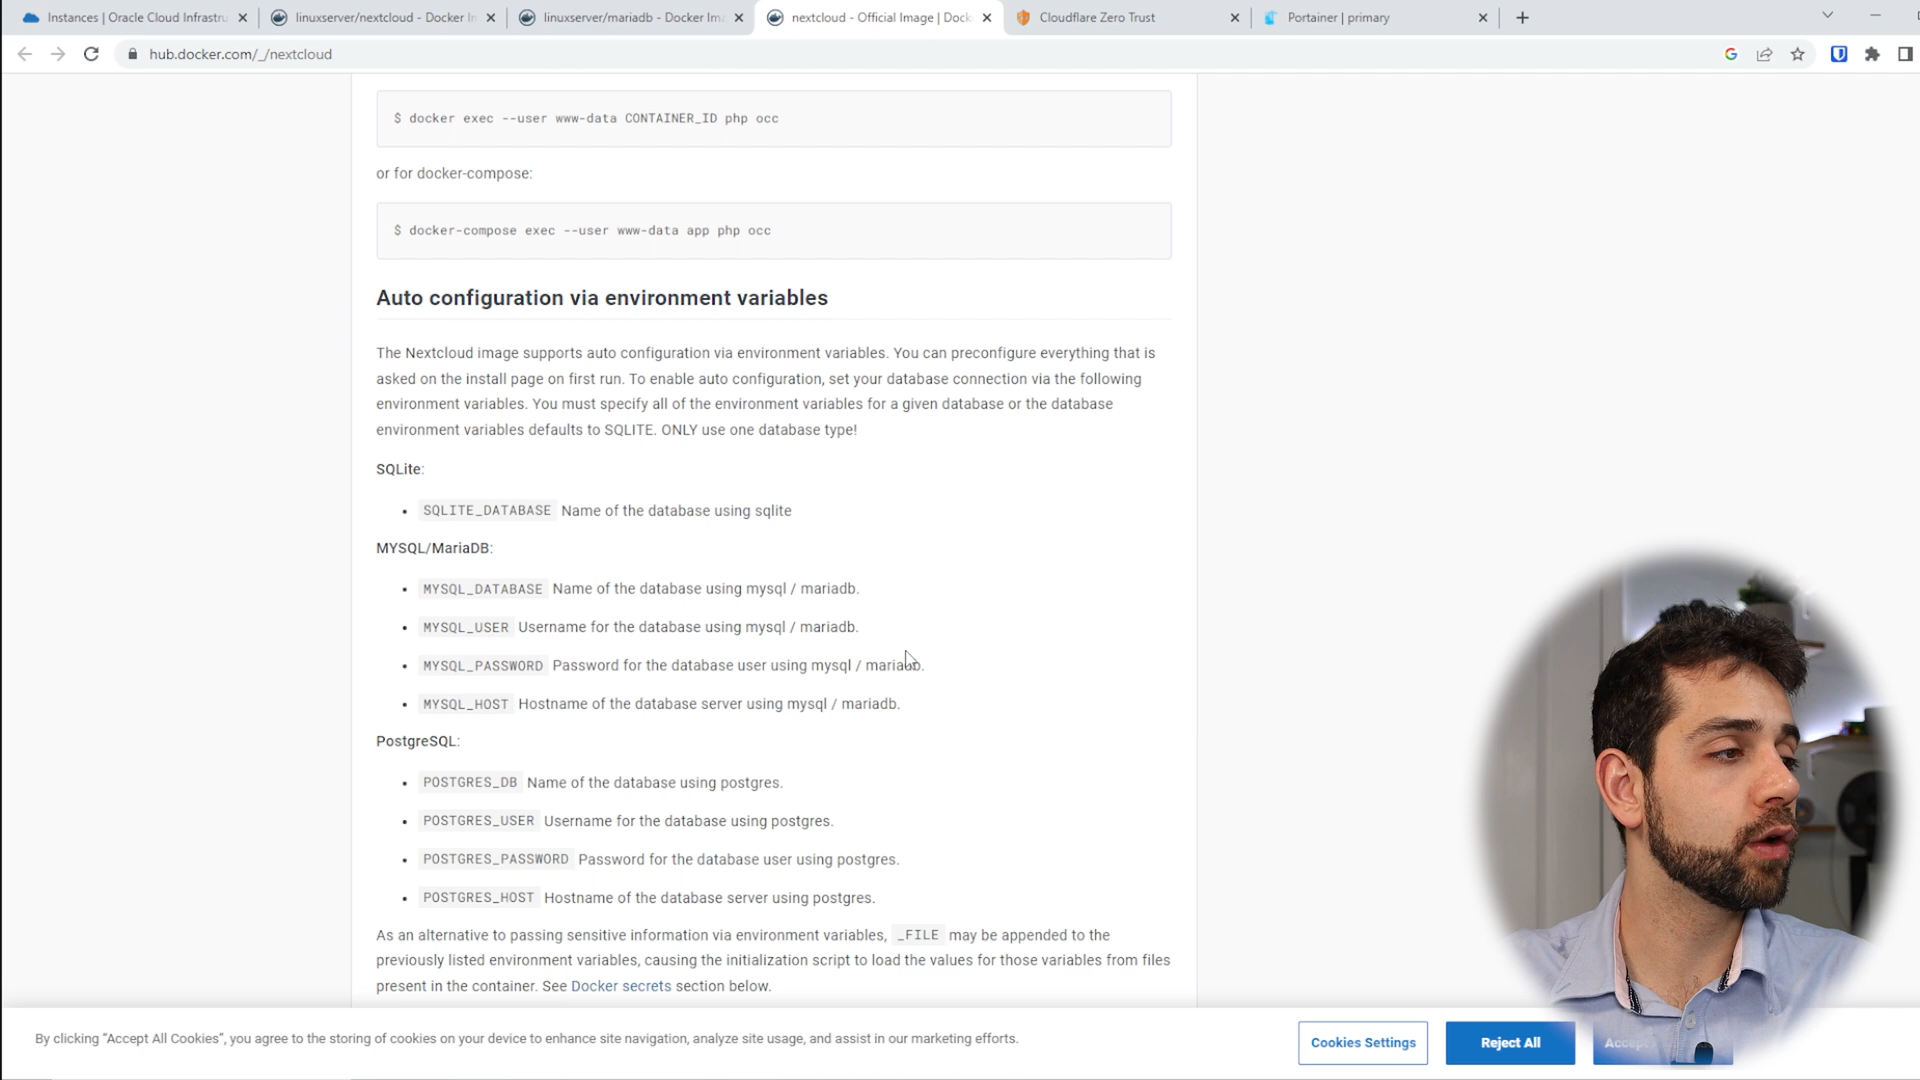 Instances | Oracle Cloud Infrastru
linuxserver/nextcloud - Docker I
linuxserver/mariadb - Docker Ima
nextcloud - Official Image | Dock
Cloudflare Zero Trust
Portainer | primary
hub.docker.com/_/nextcloud
$ docker exec --user www-data CONTAINER_ID php occ
or for docker-compose:
$ docker-compose exec --user www-data app php occ
Auto configuration via environment variables
The Nextcloud image supports auto configuration via environment variables. You can preconfigure everything that is
asked on the install page on first run. To enable auto configuration, set your database connection via the following
environment variables. You must specify all of the environment variables for a given database or the database
environment variables defaults to SQLITE. ONLY use one database type!
SQLite:
• SQLITE_DATABASE Name of the database using sqlite
MYSQL/MariaDB:
• MYSQL_DATABASE Name of the database using mysql / mariadb.
• MYSQL_USER Username for the database using mysql / mariadb.
• MYSQL_PASSWORD Password for the database user using mysql / mariadb.
• MYSQL_HOST Hostname of the database server using mysql / mariadb.
PostgreSQL:
• POSTGRES_DB Name of the database using postgres.
• POSTGRES_USER Username for the database using postgres.
• POSTGRES_PASSWORD Password for the database user using postgres.
• POSTGRES_HOST Hostname of the database server using postgres.
As an alternative to passing sensitive information via environment variables, _FILE may be appended to the
previously listed environment variables, causing the initialization script to load the values for those variables from files
present in the container. See Docker secrets section below.
By clicking “Accept All Cookies”, you agree to the storing of cookies on your device to enhance site navigation, analyze site usage, and assist in our marketing efforts.
Cookies Settings
Reject All